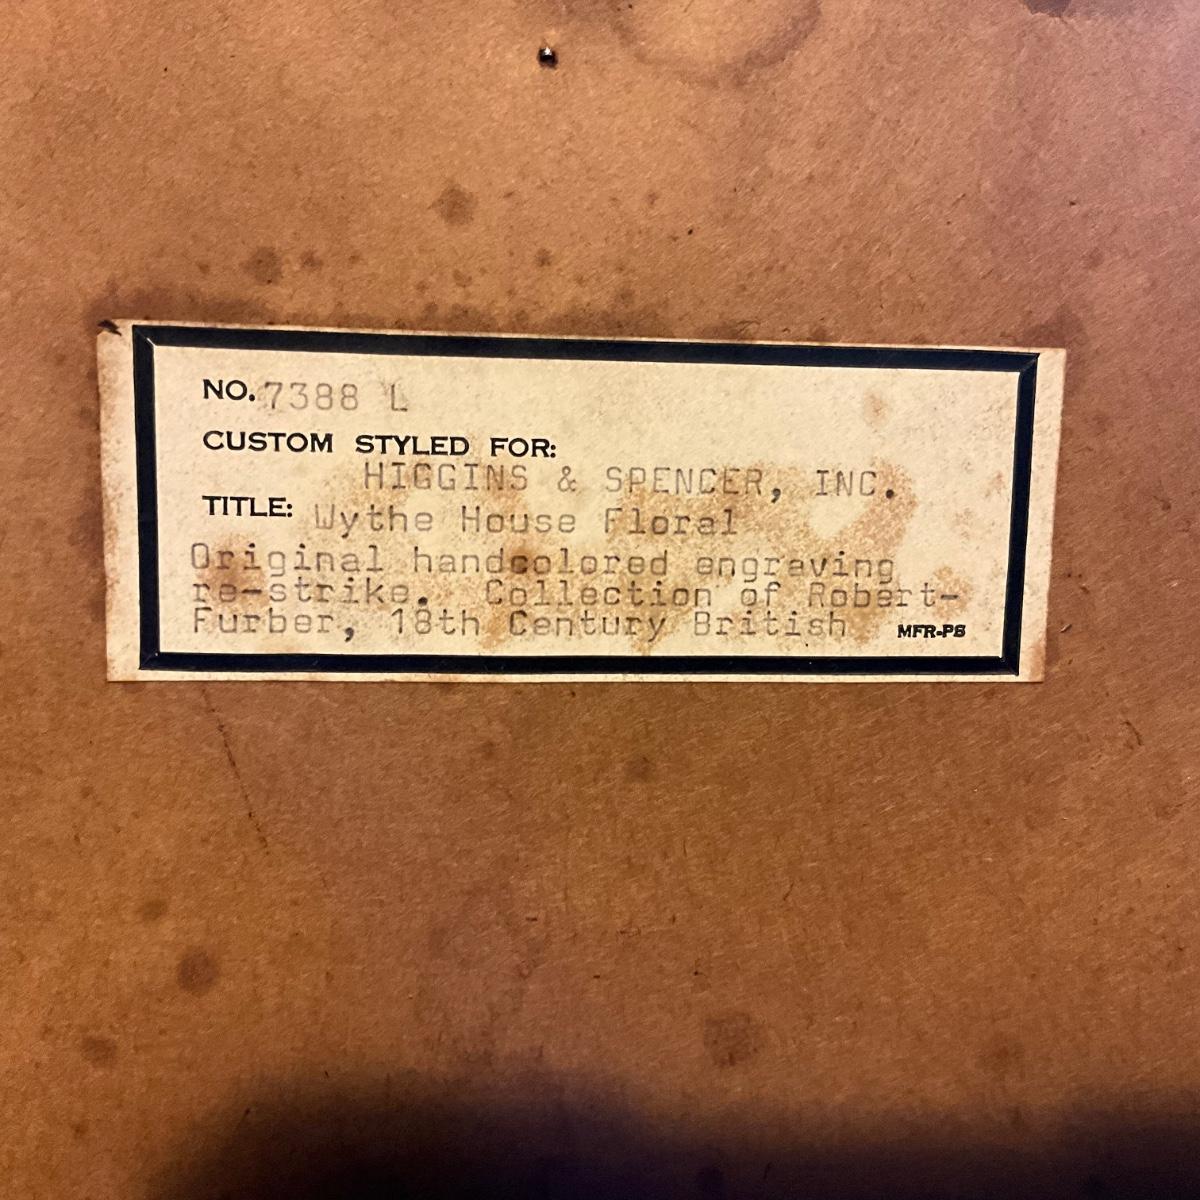 NO. 7388 L
CUSTOM STYLED FOR:
HIGGINS & SPENCER, INC.
TITLE: Wythe House Floral
Original handcolored engraving
re-strike. Collection of Robert-
Furber, 18th Century British MFR-PS